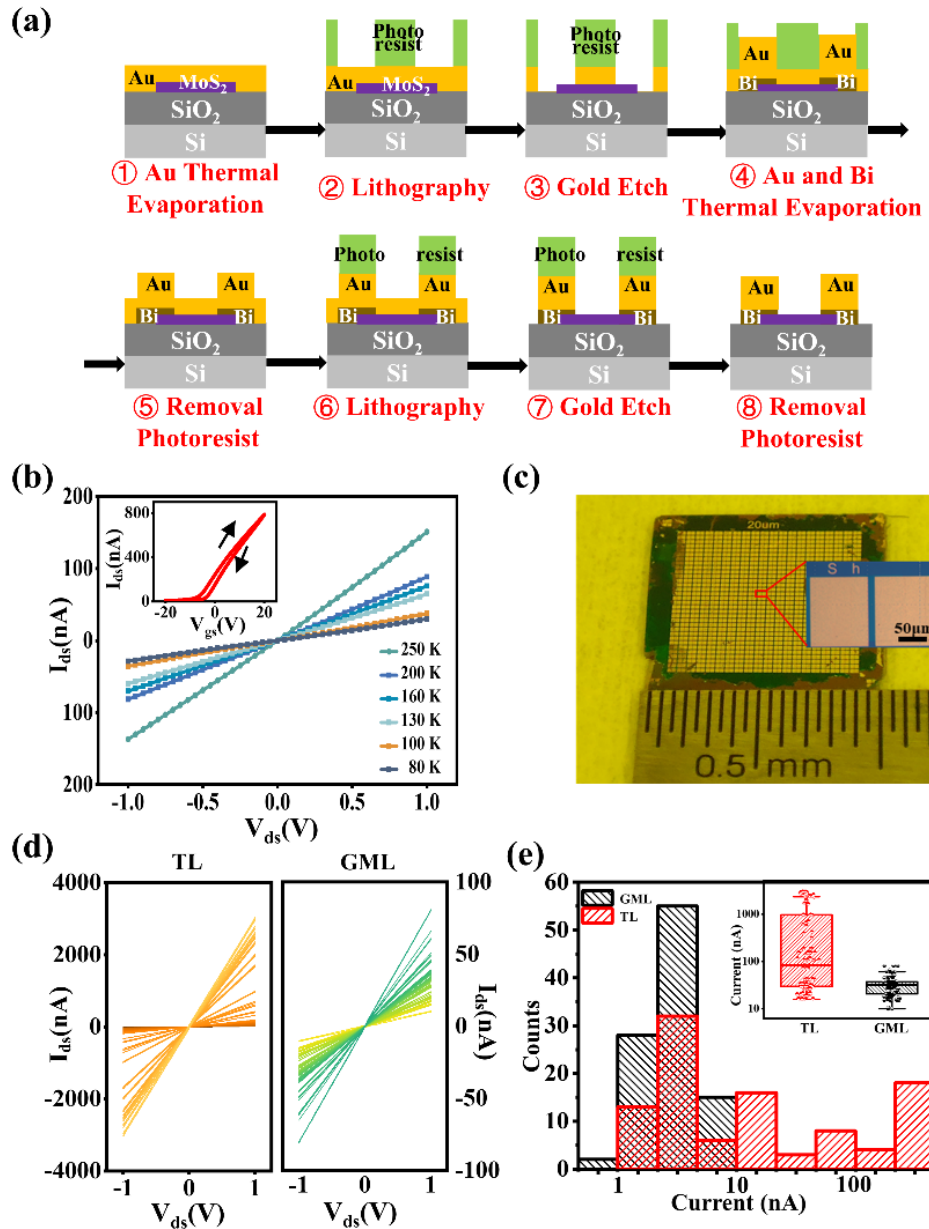 (a)
Photo
resist
Photo
resist
Au
MoS₂
SiO₂
Si
Au
MoS₂
SiO₂
Si
SiO₂
Si
Au
Au
Bi
Bi
SiO₂
Si
① Au Thermal
Evaporation
② Lithography
③ Gold Etch
④ Au and Bi
Thermal Evaporation
Photo
resist
Photo
resist
Au
Au
Bi
Bi
SiO₂
Si
Au
Au
Bi
Bi
SiO₂
Si
Au
Au
Bi
Bi
SiO₂
Si
Au
Au
Bi
Bi
SiO₂
Si
⑤ Removal
Photoresist
⑥ Lithography
⑦ Gold Etch
⑧ Removal
Photoresist
(b)
200
100
0
100
200
Ids(nA)
-1.0
-0.5
0.0
0.5
1.0
Vds(V)
800
400
0
Ids(nA)
-20
0
20
Vgs(V)
250 K
200 K
160 K
130 K
100 K
80 K
(c)
20um
S h
50μm
0.5 mm
(d)
TL
GML
4000
2000
0
-2000
-4000
Ids(nA)
100
50
0
-50
-100
Ids(nA)
-1
0
1
Vds(V)
-1
0
1
Vds(V)
(e)
60
50
40
30
20
10
0
Counts
GML
TL
1
10
100
Current (nA)
1000
100
10
Current (nA)
TL
GML